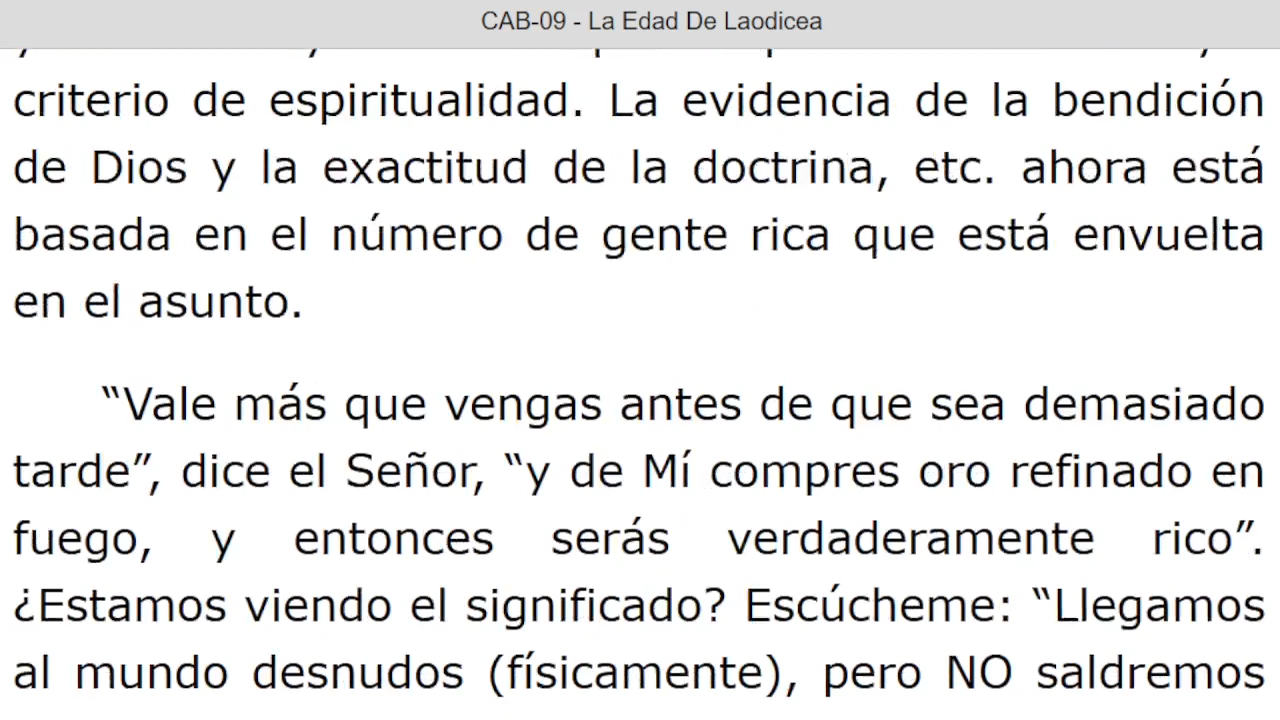 CAB-09 - La Edad De Laodicea
criterio de espiritualidad. La evidencia de la bendición
de Dios y la exactitud de la doctrina, etc. ahora está
basada en el número de gente rica que está envuelta
en el asunto.
“Vale más que vengas antes de que sea demasiado
tarde”, dice el Señor, “y de Mí compres oro refinado en
fuego, y entonces serás verdaderamente rico”.
¿Estamos viendo el significado? Escúcheme: “Llegamos
al mundo desnudos (físicamente), pero NO saldremos